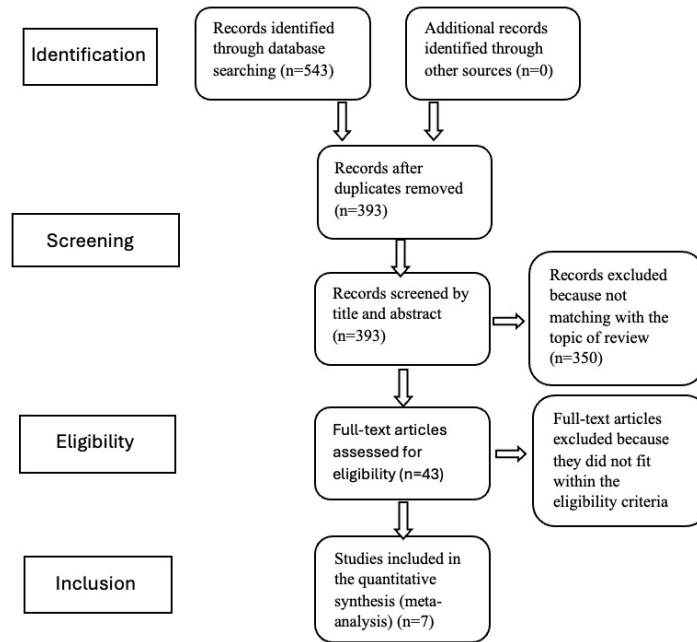 Identification
Records identified
through database
searching (n=543)
Additional records
identified through
other sources (n=0)
Records after
duplicates removed
(n=393)
Screening
Records screened by
title and abstract
(n=393)
Records excluded
because not
matching with the
topic of review
(n=350)
Eligibility
Full-text articles
assessed for
eligibility (n=43)
Full-text articles
excluded because
they did not fit
within the
eligibility criteria
Inclusion
Studies included in
the quantitative
synthesis (meta-
analysis) (n=7)